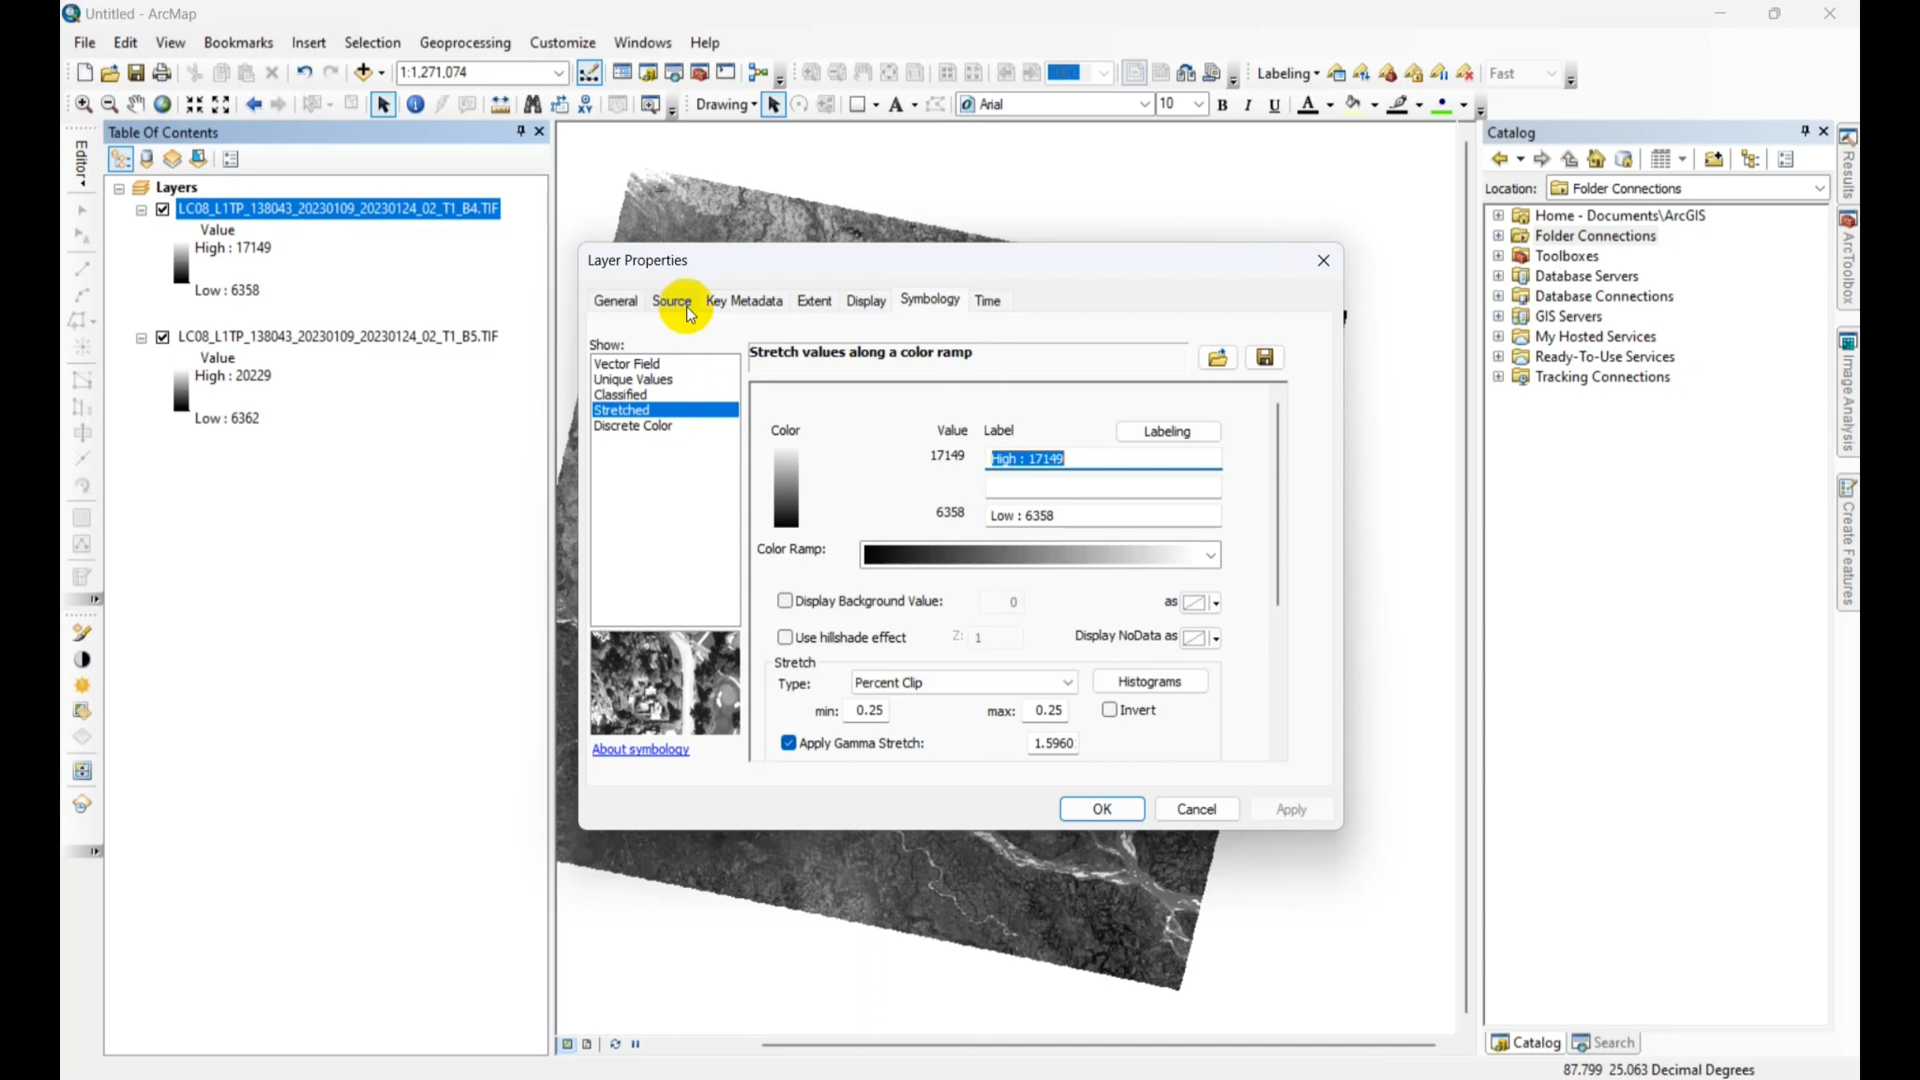 Untitled - ArcMap
File Edit View Bookmarks Insert Selection Geoprocessing Customize Windows Help
1:1,271,074
Labeling
Fast
Drawing
Arial
10
B I U A
Editor
Table Of Contents
Layers
LC08_L1TP_138043_20230109_20230124_02_T1_B4.TIF
Value
High : 17149
Low : 6358
LC08_L1TP_138043_20230109_20230124_02_T1_B5.TIF
Value
High : 20229
Low : 6362
Layer Properties
General Source Key Metadata Extent Display Symbology Time
Show:
Vector Field
Unique Values
Classified
Stretched
Discrete Color
About symbology
Stretch values along a color ramp
Color Value Label Labeling
17149 High : 17149
6358 Low : 6358
Color Ramp:
Display Background Value: 0 as
Use hillshade effect Z: 1 Display NoData as
Stretch
Type: Percent Clip Histograms
min: 0.25 max: 0.25 Invert
Apply Gamma Stretch: 1.5960
OK Cancel Apply
Catalog
Location: Folder Connections
Home - Documents\ArcGIS
Folder Connections
Toolboxes
Database Servers
Database Connections
GIS Servers
My Hosted Services
Ready-To-Use Services
Tracking Connections
Catalog Search
Results
ArcToolbox
Image Analysis
Create Features
87.799 25.063 Decimal Degrees